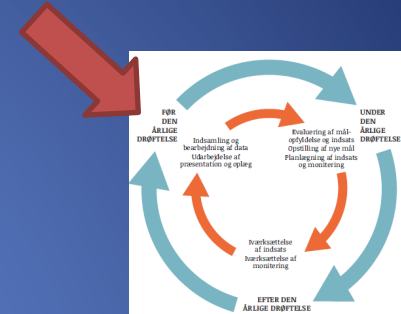 FØR
DEN
ÅRLIGE
DRØFTELSE
UNDER
DEN
ÅRLIGE
DRØFTELSE
Indsamling og
bearbejdning af data
Udarbejdelse af
præsentation og oplæg
Evaluering af mål-
opfyldelse og indsats
Opstilling af nye mål
Planlægning af indsats
og monitering
Iværksættelse
af indsats
Iværksættelse af
monitering
EFTER DEN
ÅRLIGE DRØFTELSE